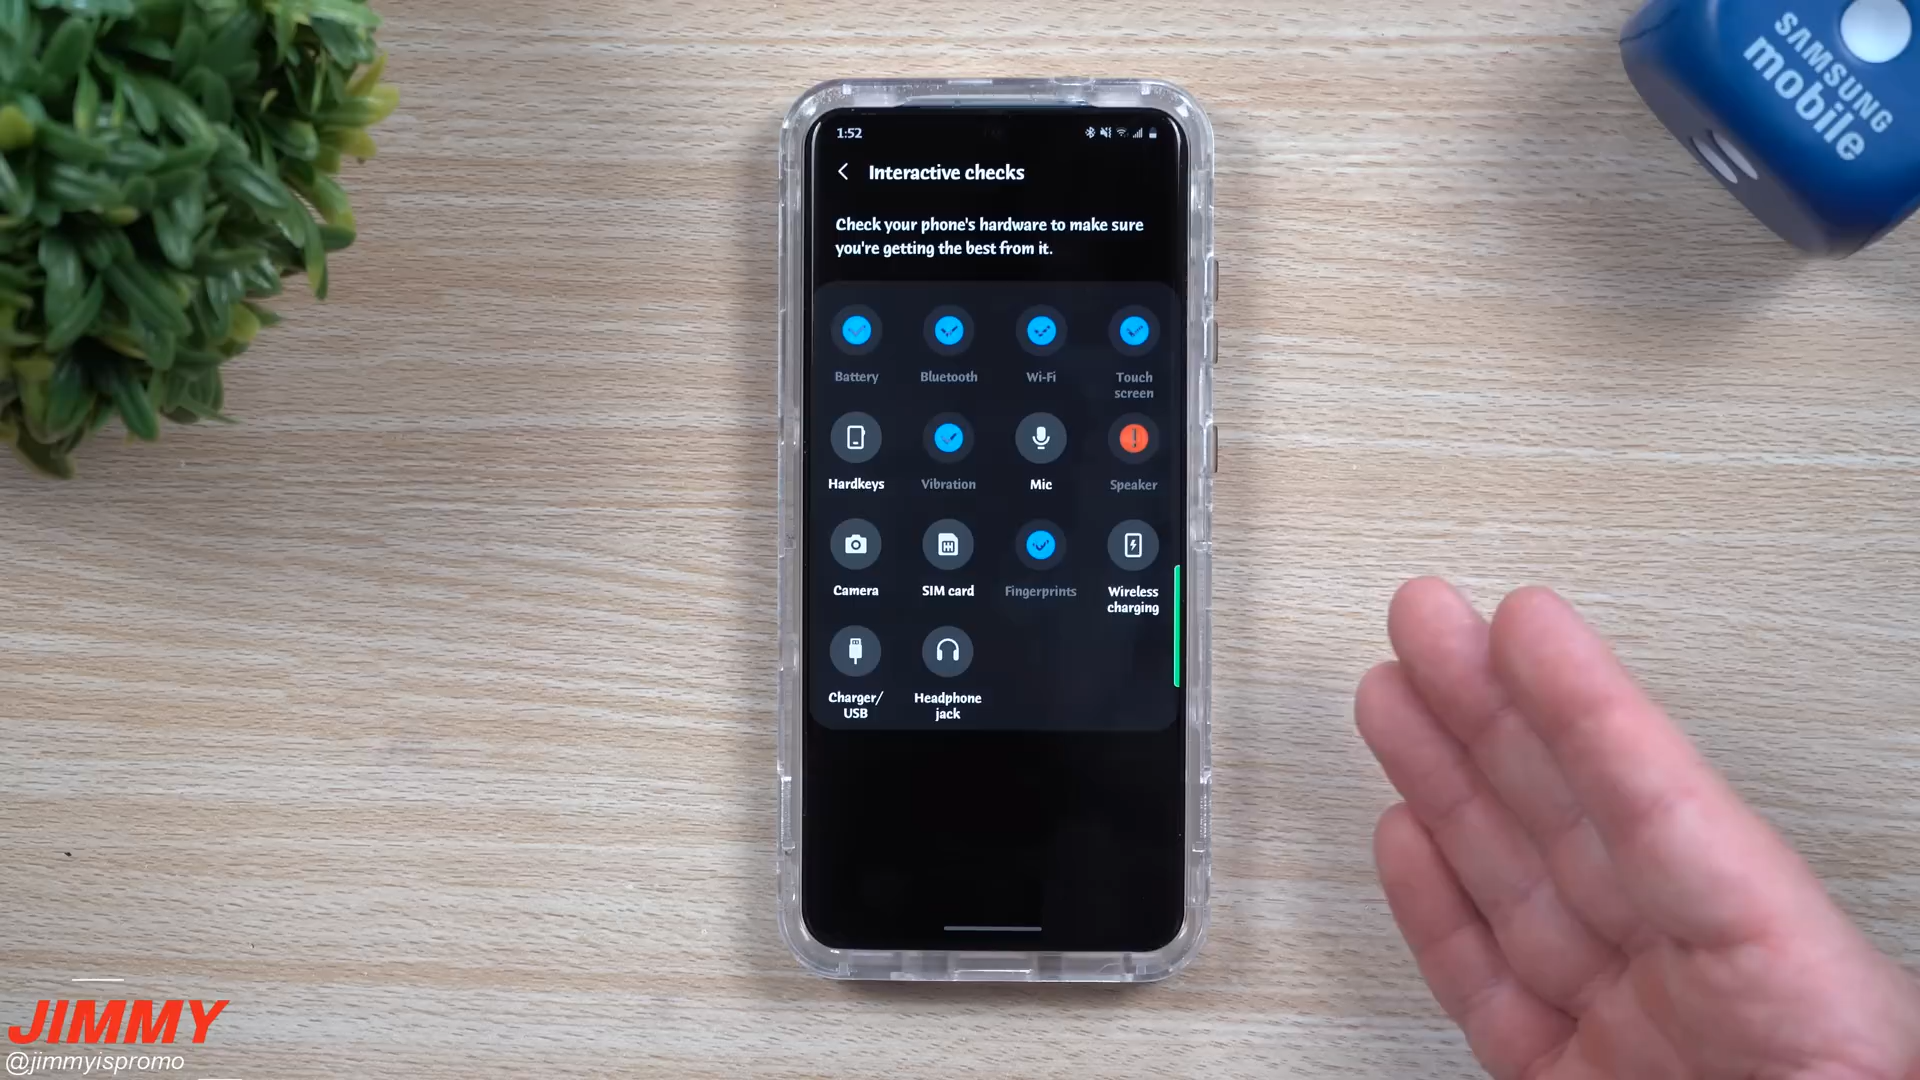 SAMSUNG
mobile
1:52
Interactive checks
Check your phone's hardware to make sure
you're getting the best from it.
Battery
Bluetooth
Wi-Fi
Touch
screen
Hardkeys
Vibration
Mic
Speaker
Camera
SIM card
Fingerprints
Wireless
charging
Charger/
USB
Headphone
jack
JIMMY
@jimmyispromo